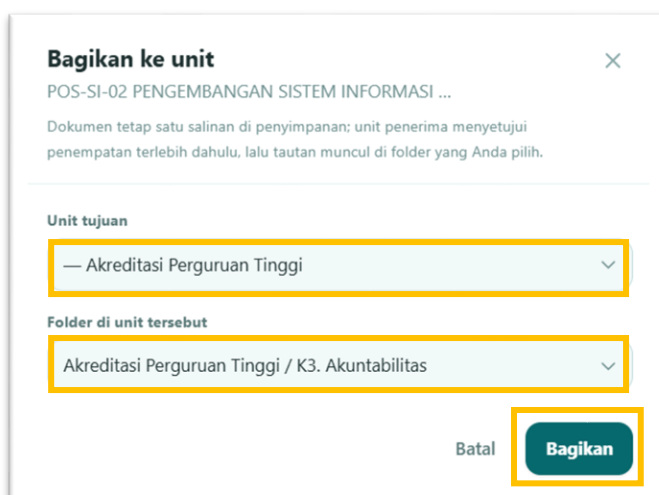 Bagikan ke unit
POS-SI-02 PENGEMBANGAN SISTEM INFORMASI ...
Dokumen tetap satu salinan di penyimpanan; unit penerima menyetujui
penempatan terlebih dahulu, lalu tautan muncul di folder yang Anda pilih.
Unit tujuan
— Akreditasi Perguruan Tinggi
Folder di unit tersebut
Akreditasi Perguruan Tinggi / K3. Akuntabilitas
Batal Bagikan